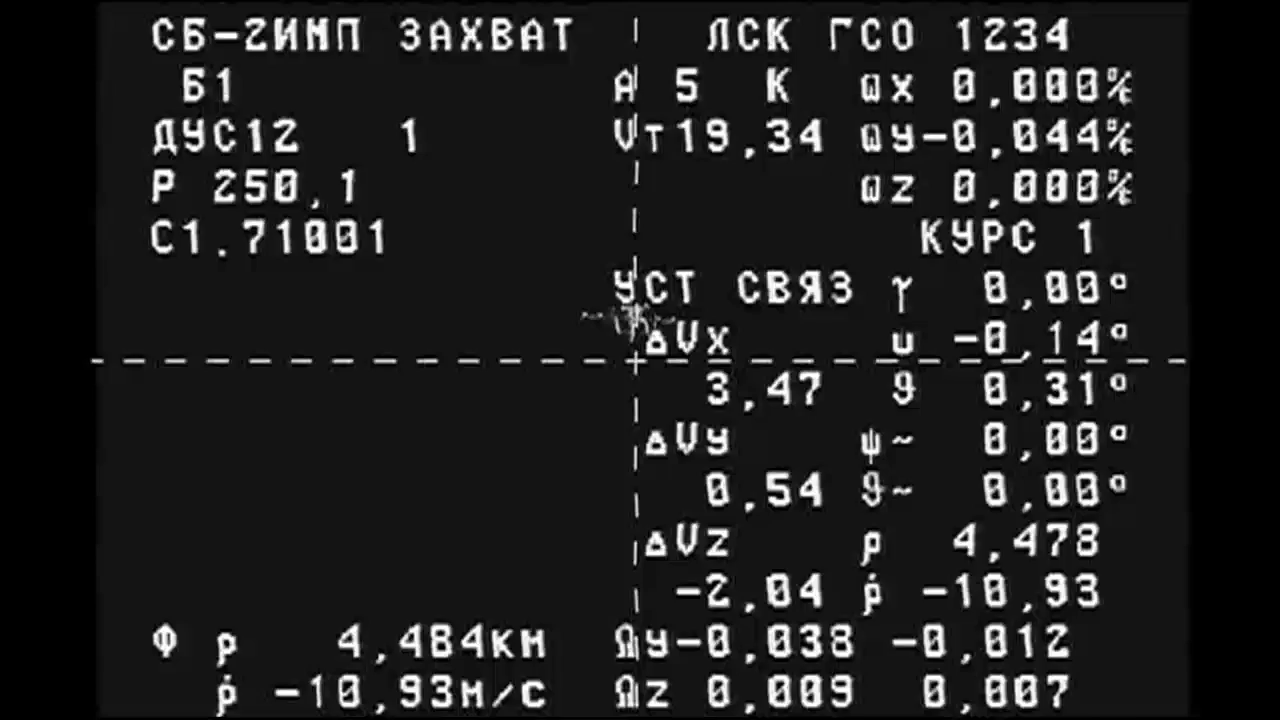 СБ-2ИМП ЗАХВАТ ЛСК ГСО 1234
Б1 А 5 К ωx 0,000°/с
ДУС12 1 Vт19,34 ωу-0,044°/с
Р 250,1 ωz 0,000°/с
С1.71001 КУРС 1
УСТ СВЯЗ γ 0,00°
ΔVx u -0,14°
3,47 ϑ 0,31°
ΔVу ψ~ 0,00°
0,54 ϑ~ 0,00°
ΔVz ρ 4,478
-2,04 ρ̇ -10,93
Ф ρ 4,484км Ωу-0,038 -0,012
ρ̇ -10,93м/с Ωz 0,009 0,007